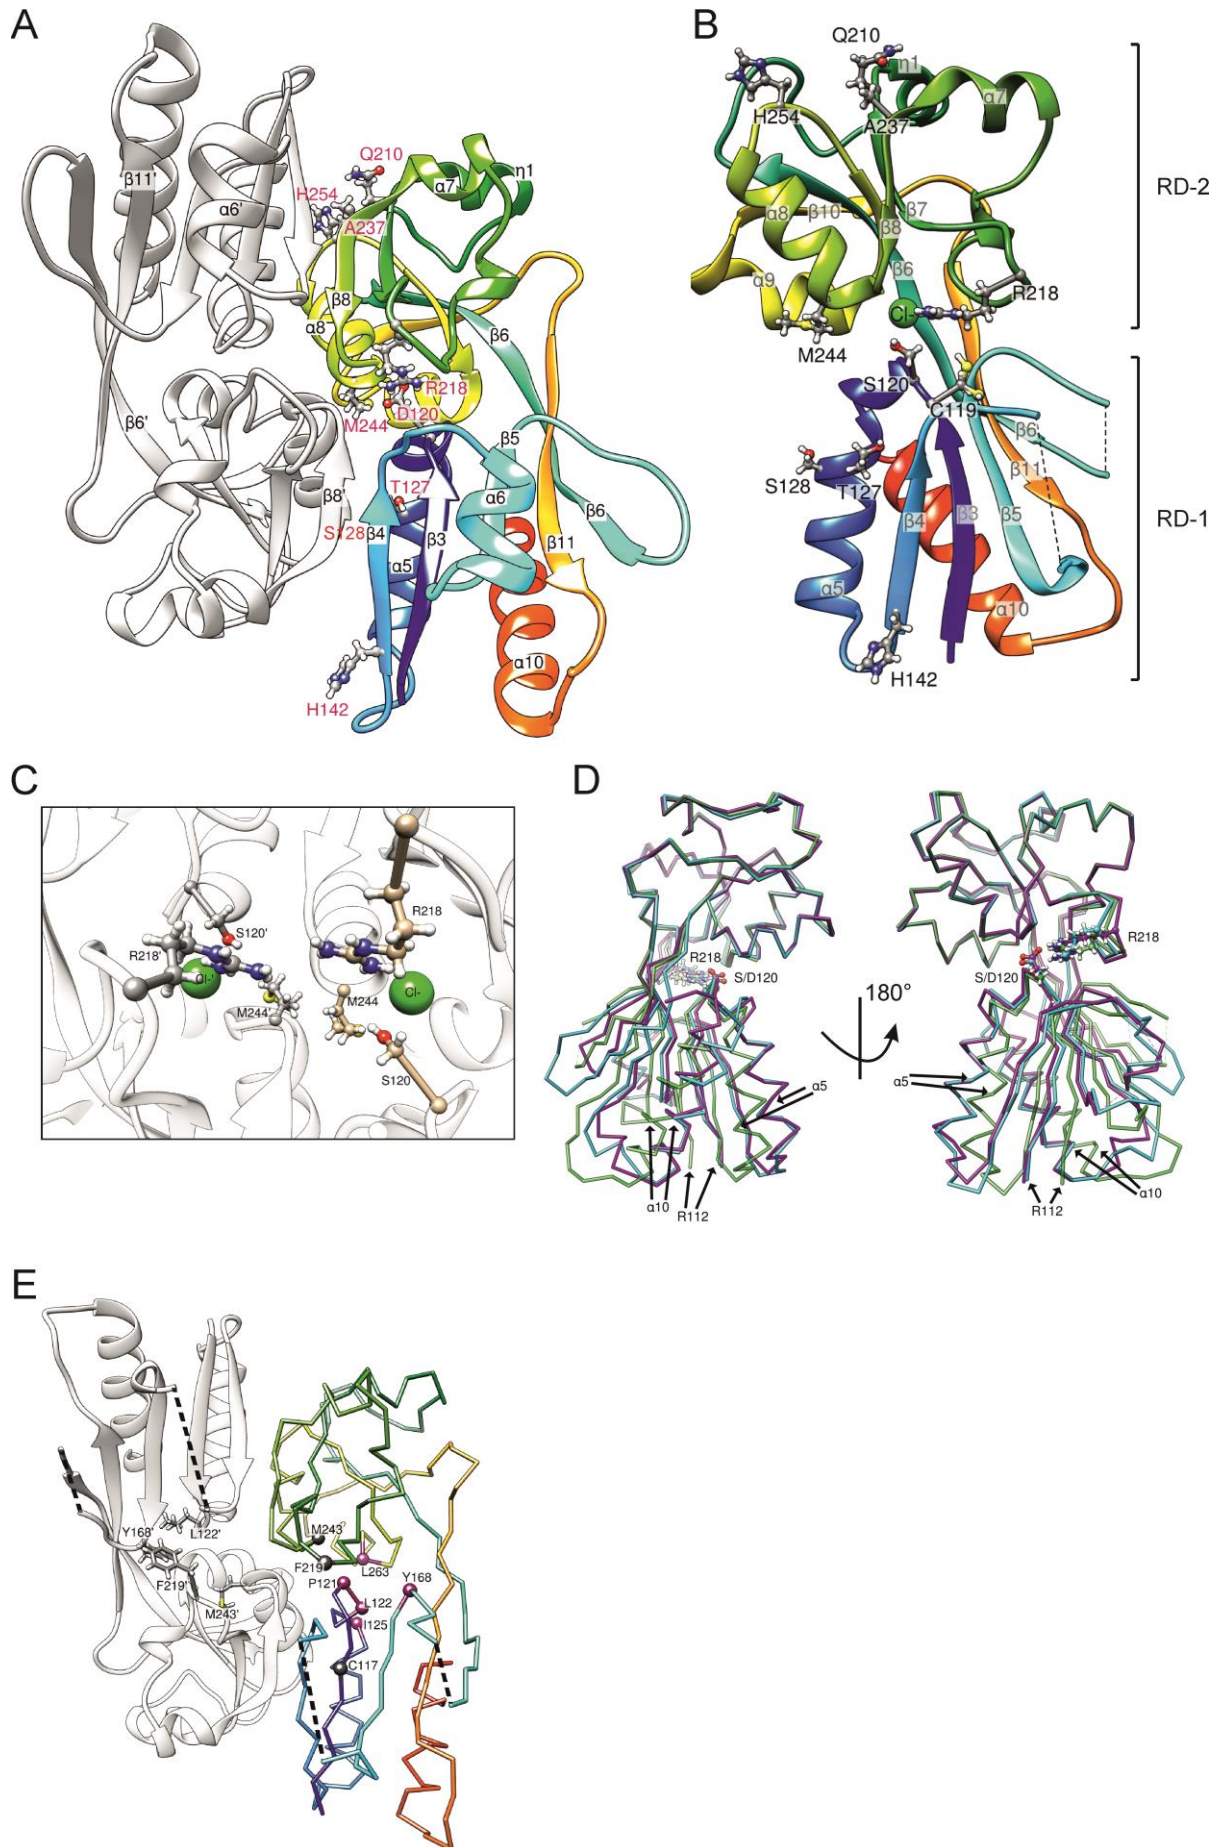 A
B
Q210
η1
α7
H254
A237
RD-2
α8
β10
β7
β8
β6
α9
R218
Cl-
M244
S120
C119
β6
β11
S128
T127
β4
β3
β5
RD-1
α5
α10
H142
Q210
α7
η1
β11'
H254
α6'
A237
β8
α8
β6
R218
M244
D120
β6'
β5
β8'
T127
α6
S128
β4
β3
β6
β11
α5
α10
H142
C
S120'
R218
R218'
Cl-'
Cl-
M244'
M244
S120
D
R218
S/D120
180°
R218
S/D120
α5
α5
α10
R112
α10
R112
E
Y168'
L122'
M243
F219
L263
F219'
P121
Y168
M243'
L122
I125
C117